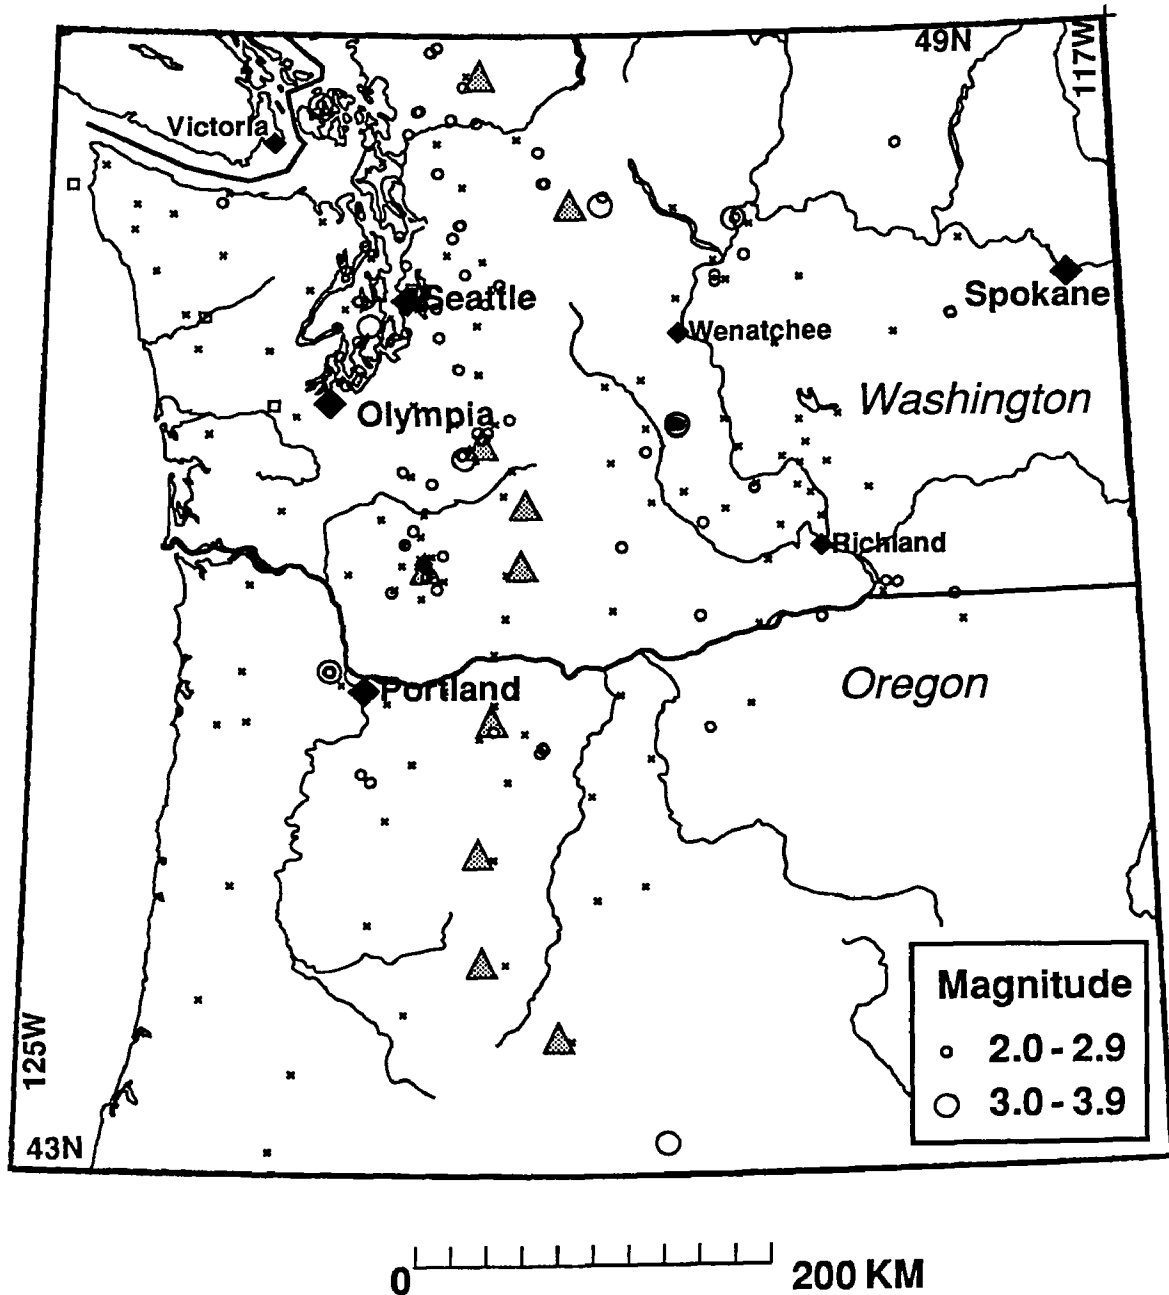 49N
117W
Victoria
Seattle
Spokane
Wenatchee
Washington
Olympia
Richland
Oregon
Portland
Magnitude
2.0 - 2.9
3.0 - 3.9
125W
43N
0
200 KM